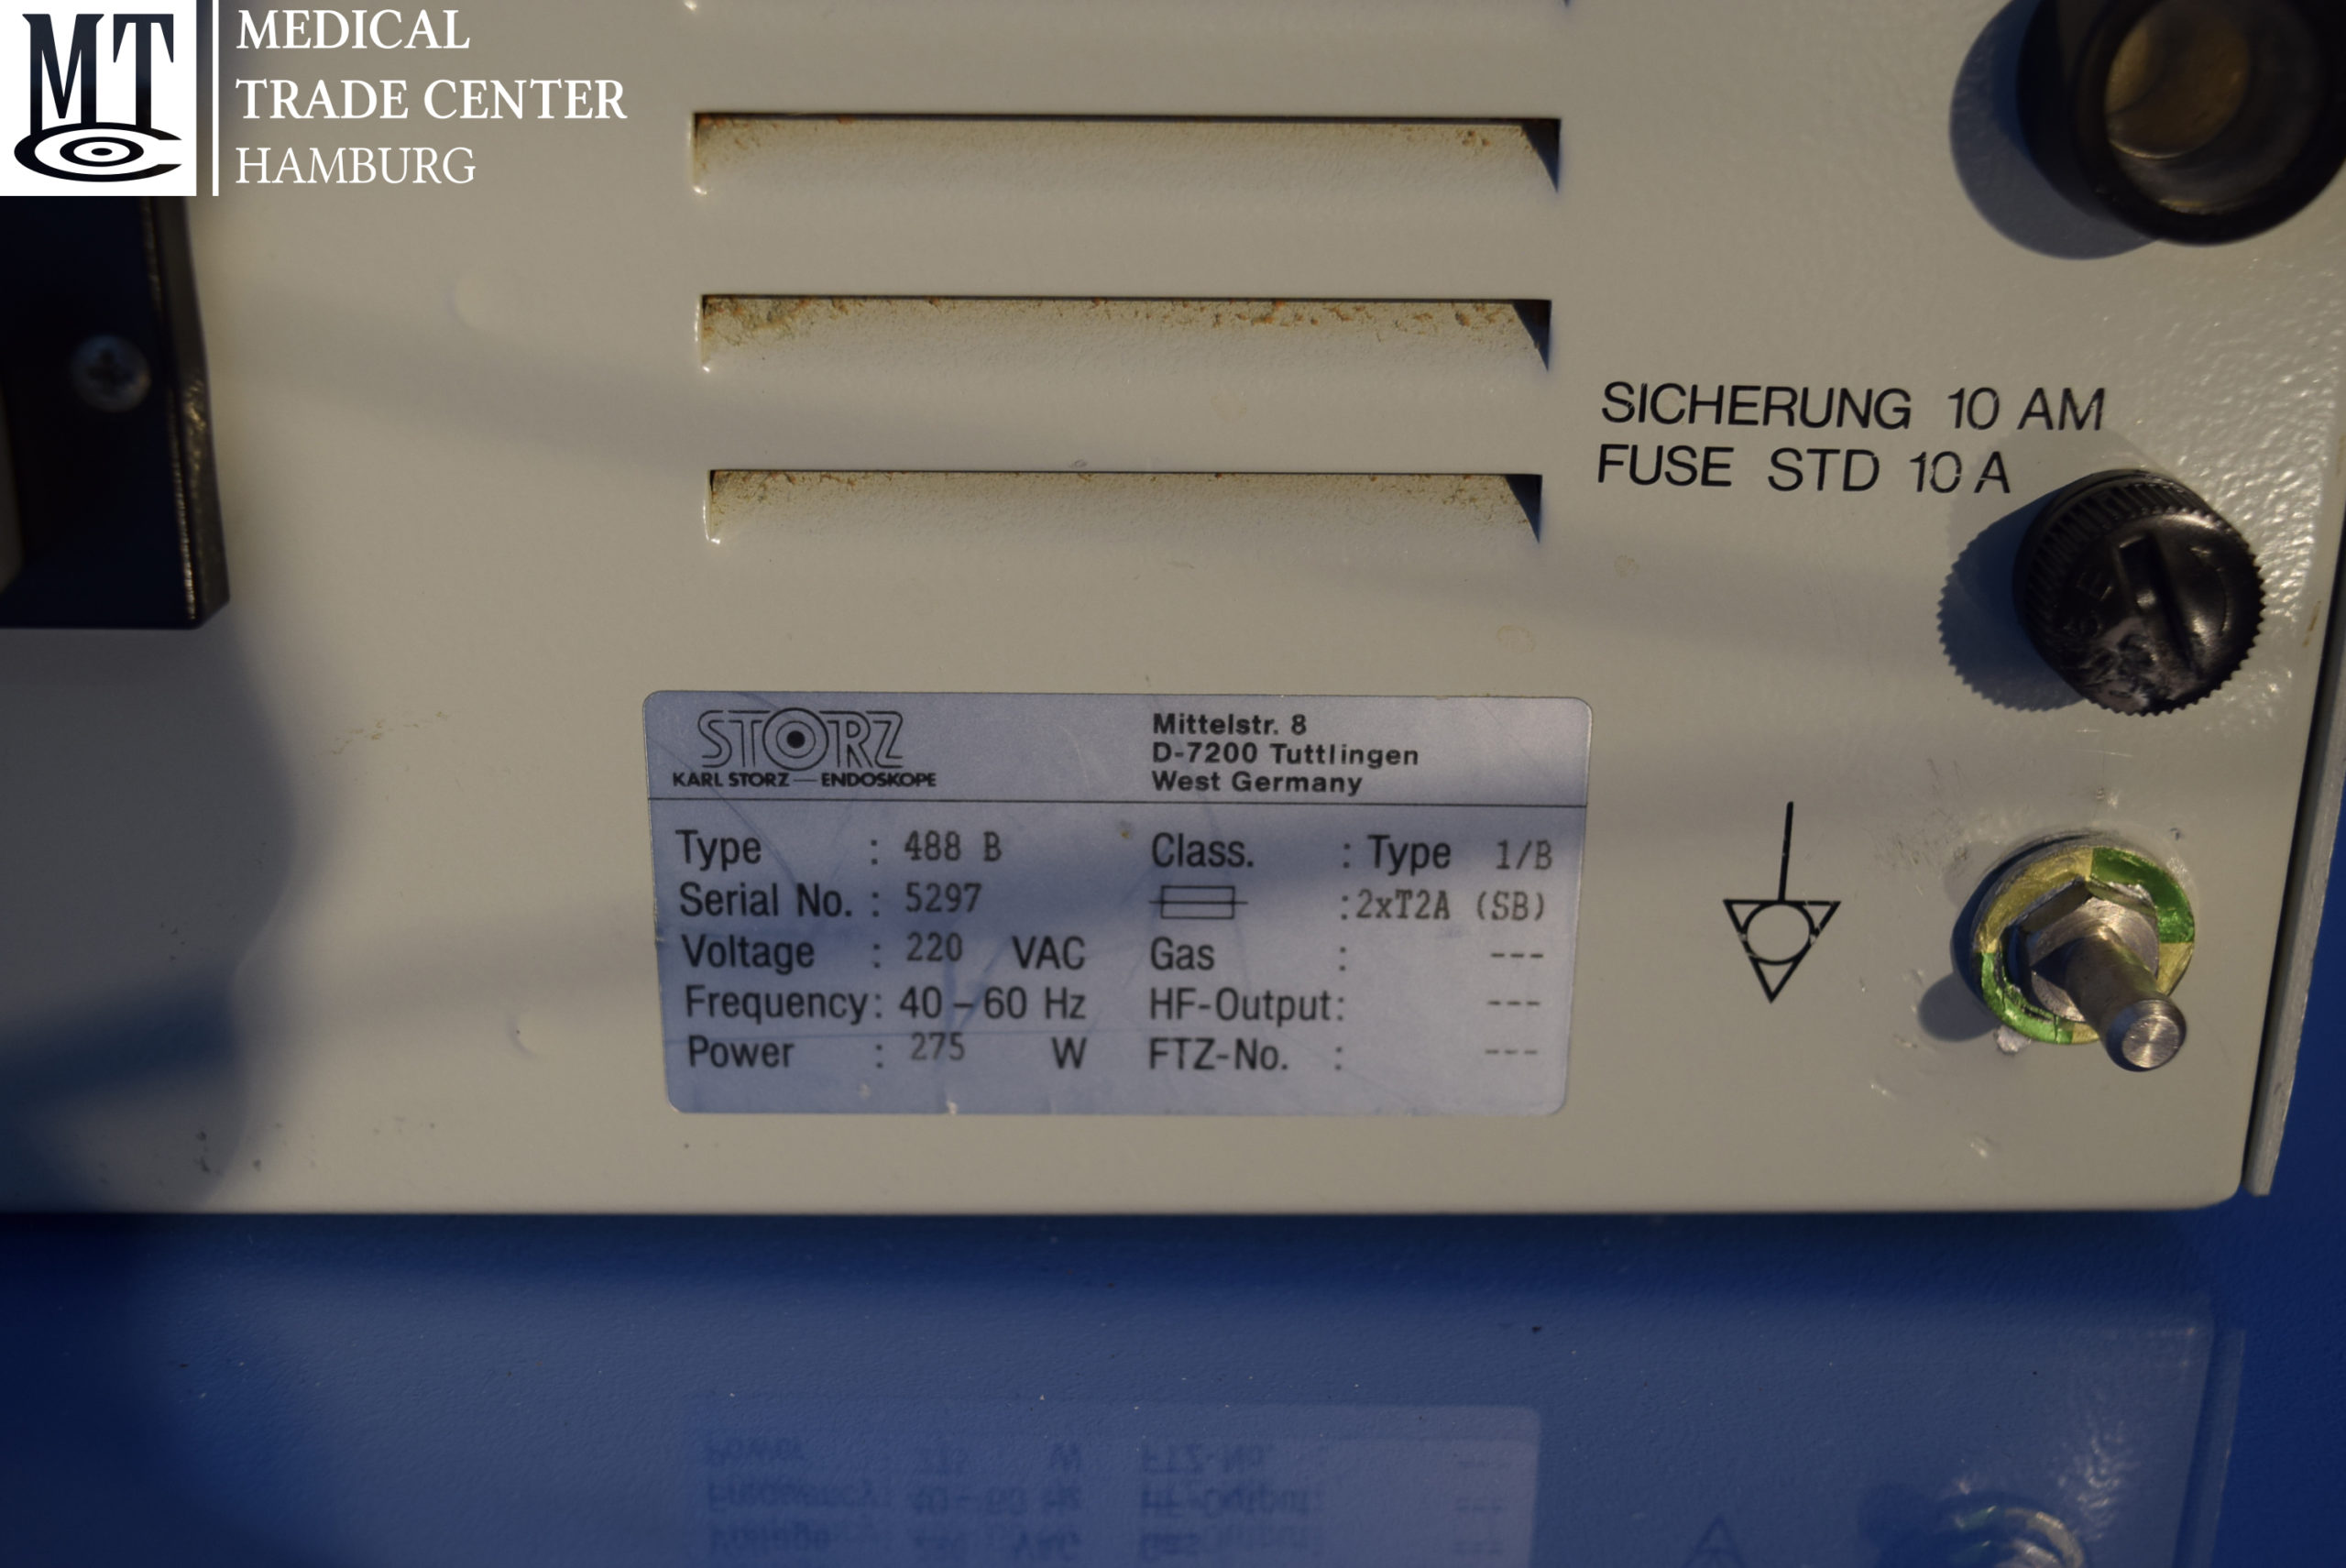 MTC
MEDICAL
TRADE CENTER
HAMBURG
SICHERUNG 10 AM
FUSE STD 10 A
STORZ
KARL STORZ — ENDOSKOPE
Mittelstr. 8
D-7200 Tuttlingen
West Germany
Type : 488 B
Serial No. : 5297
Voltage : 220 VAC
Frequency: 40 – 60 Hz
Power : 275 W
Class. : Type 1/B
:2xT2A (SB)
Gas : ---
HF-Output: ---
FTZ-No. : ---